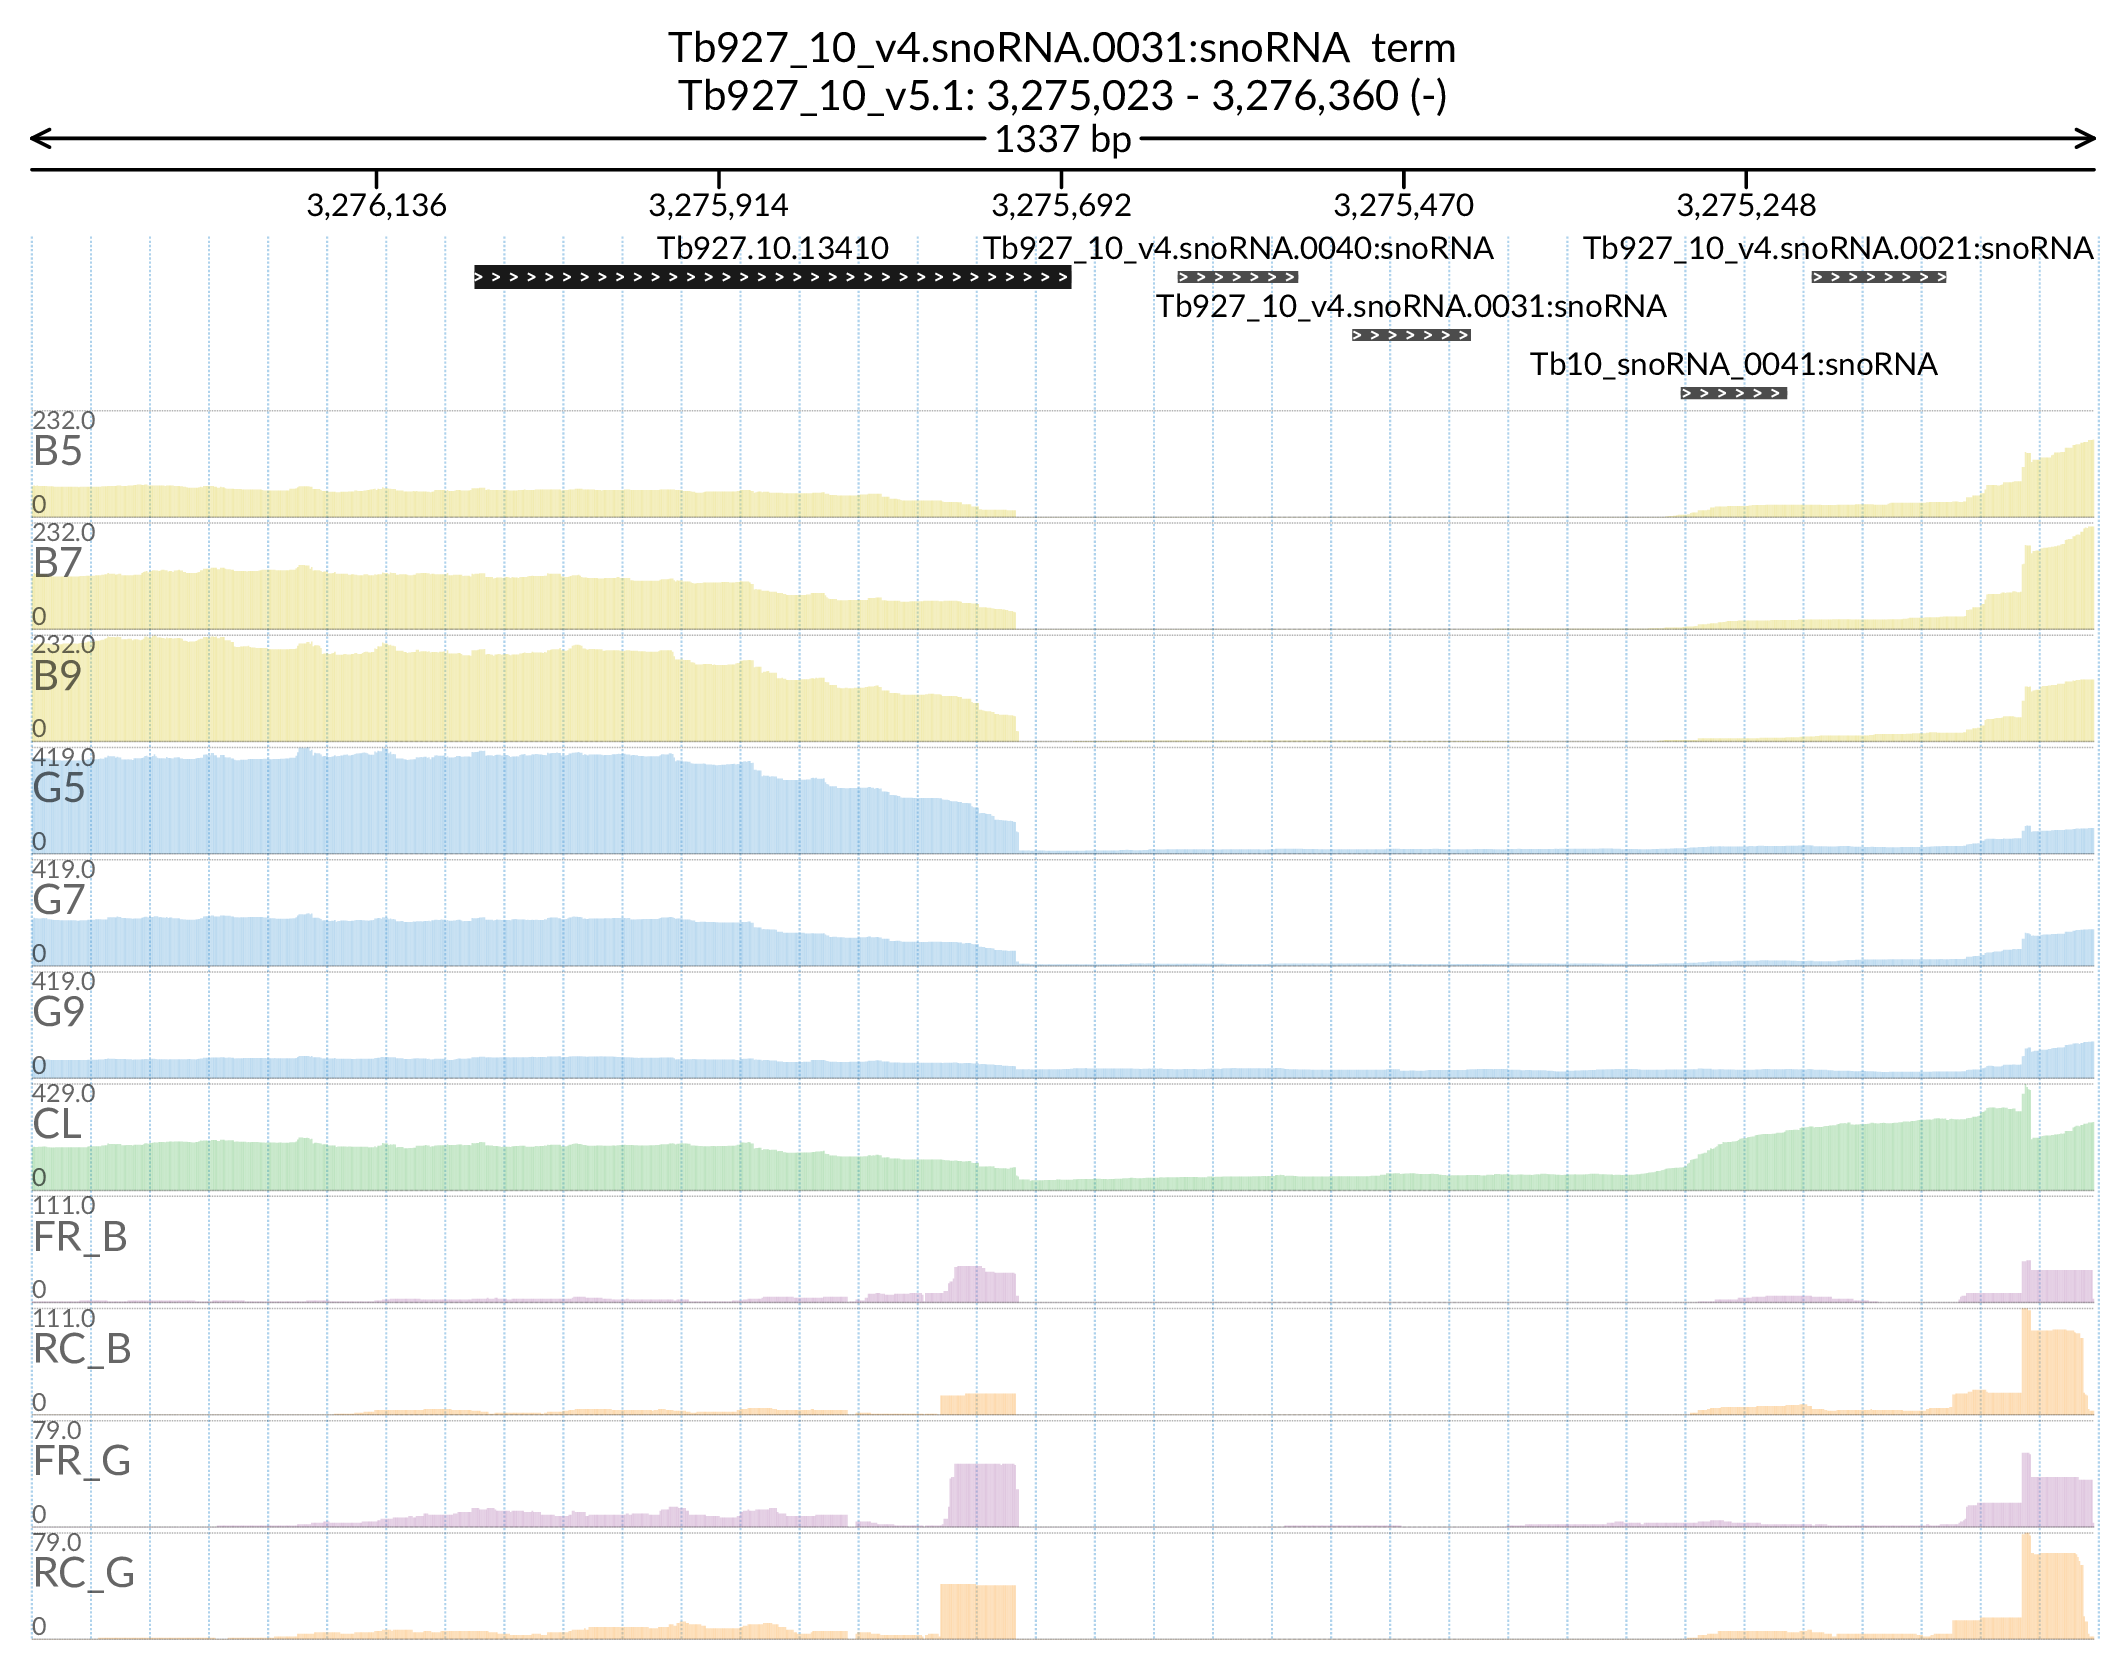 Tb927_10_v4.snoRNA.0031:snoRNA term
Tb927_10_v5.1: 3,275,023 - 3,276,360 (-)
1337 bp
3,276,136 3,275,914 3,275,692 3,275,470 3,275,248
Tb927.10.13410 Tb927_10_v4.snoRNA.0040:snoRNA Tb927_10_v4.snoRNA.0021:snoRNA
Tb927_10_v4.snoRNA.0031:snoRNA
Tb10_snoRNA_0041:snoRNA
232.0
B5
0
232.0
B7
0
232.0
B9
0
419.0
G5
0
419.0
G7
0
419.0
G9
0
429.0
CL
0
111.0
FR_B
0
111.0
RC_B
0
79.0
FR_G
0
79.0
RC_G
0